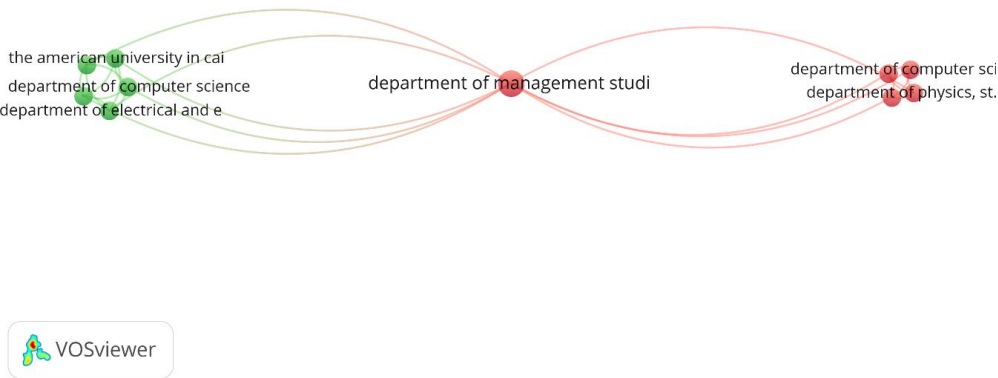 the american university in cai
department of computer science
department of electrical and e
department of management studi
department of computer sci
department of physics, st.
VOSviewer